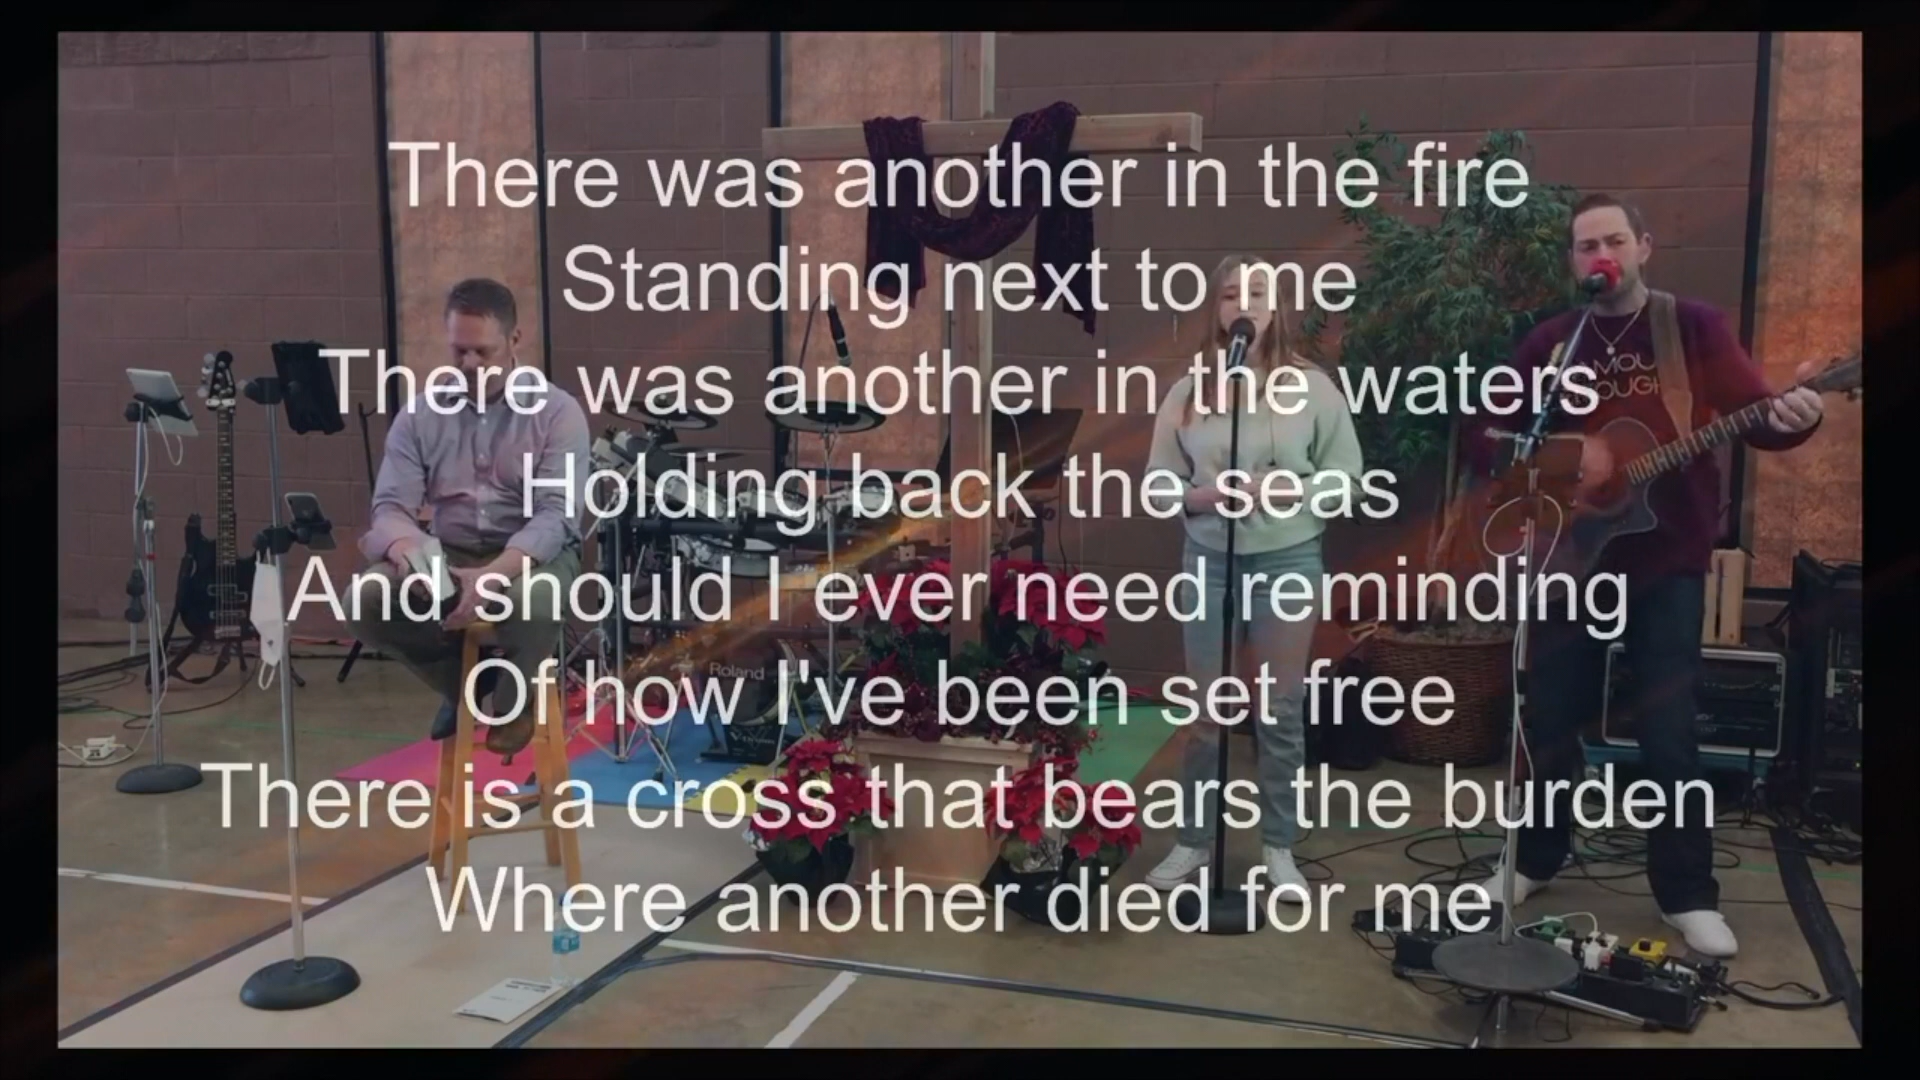 There was another in the fire
Standing next to me
There was another in the waters
Holding back the seas
And should I ever need reminding
Of how I've been set free
There is a cross that bears the burden
Where another died for me
Roland